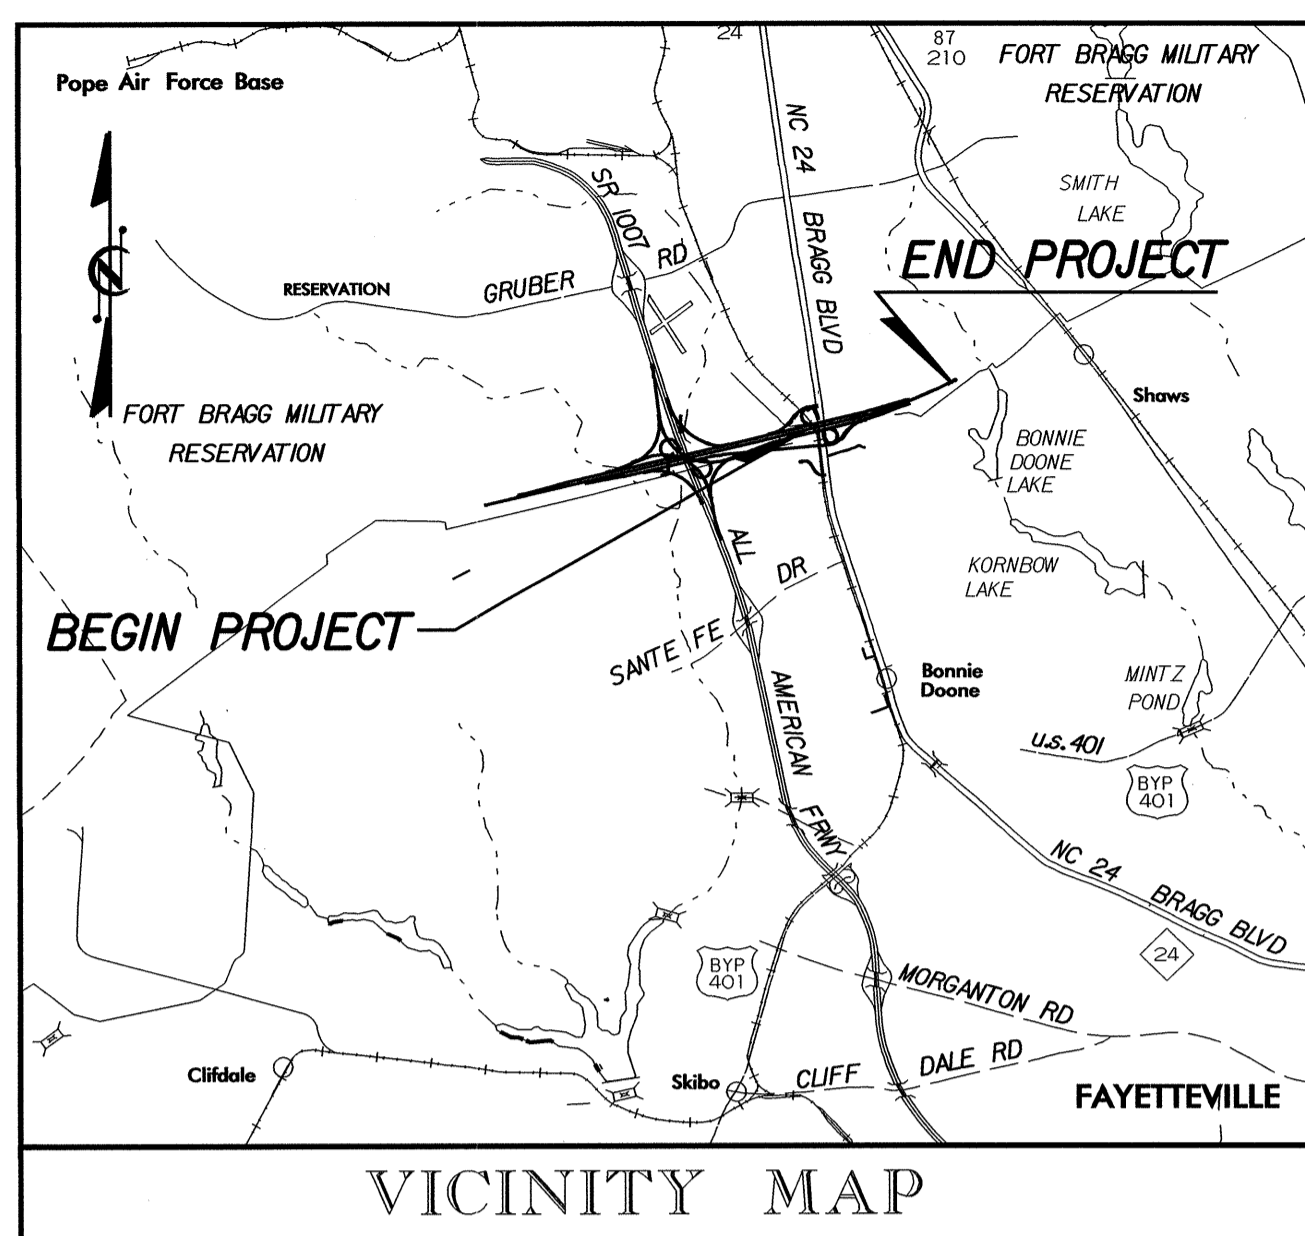 24
87
210
FORT BRAGG MILITARY
RESERVATION
Pope Air Force Base
NC 24
BRAGG BLVD
SR 1007
SMITH
LAKE
END PROJECT
GRUBER RD
RESERVATION
N
FORT BRAGG MILITARY
RESERVATION
Shaws
BONNIE
DOONE
LAKE
KORNBOW
LAKE
ALL
AMERICAN
FRWY
SANTE FE DR
BEGIN PROJECT
Bonnie
Doone
MINTZ
POND
U.S. 401
BYP
401
NC 24 BRAGG BLVD
24
BYP
401
MORGANTON RD
CLIFF DALE RD
Clifdale
Skibo
FAYETTEVILLE
VICINITY MAP